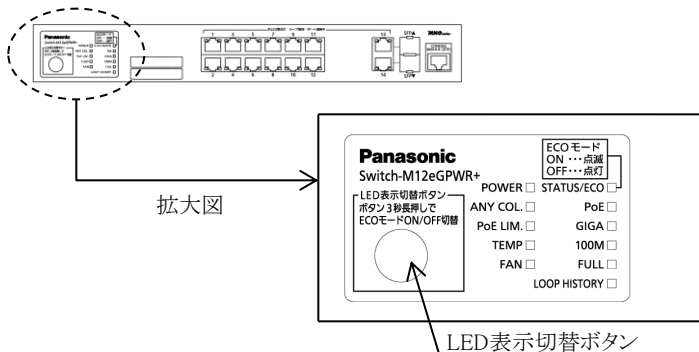 Panasonic
1 3 5 7 9 11
2 4 6 8 10 12
13
14
SFP▲
SFP▼
拡大図
Panasonic
Switch-M12eGPWR+
LED表示切替ボタン
ボタン3秒長押しで
ECOモードON/OFF切替
ECOモード
ON …点滅
OFF…点灯
POWER □ STATUS/ECO □
ANY COL. □ PoE □
PoE LIM. □ GIGA □
TEMP □ 100M □
FAN □ FULL □
LOOP HISTORY □
LED表示切替ボタン